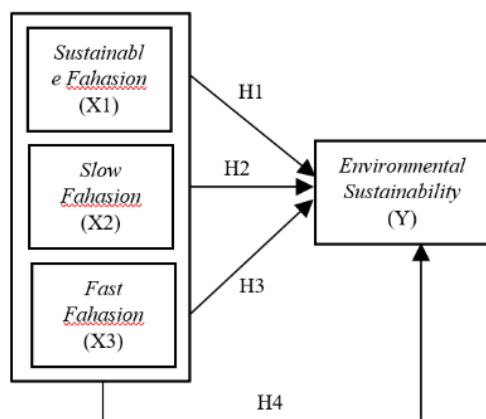 Sustainabl
e Fahasion
(X1)
H1
Slow
Fahasion
(X2)
H2
Environmental
Sustainability
(Y)
Fast
Fahasion
(X3)
H3
H4